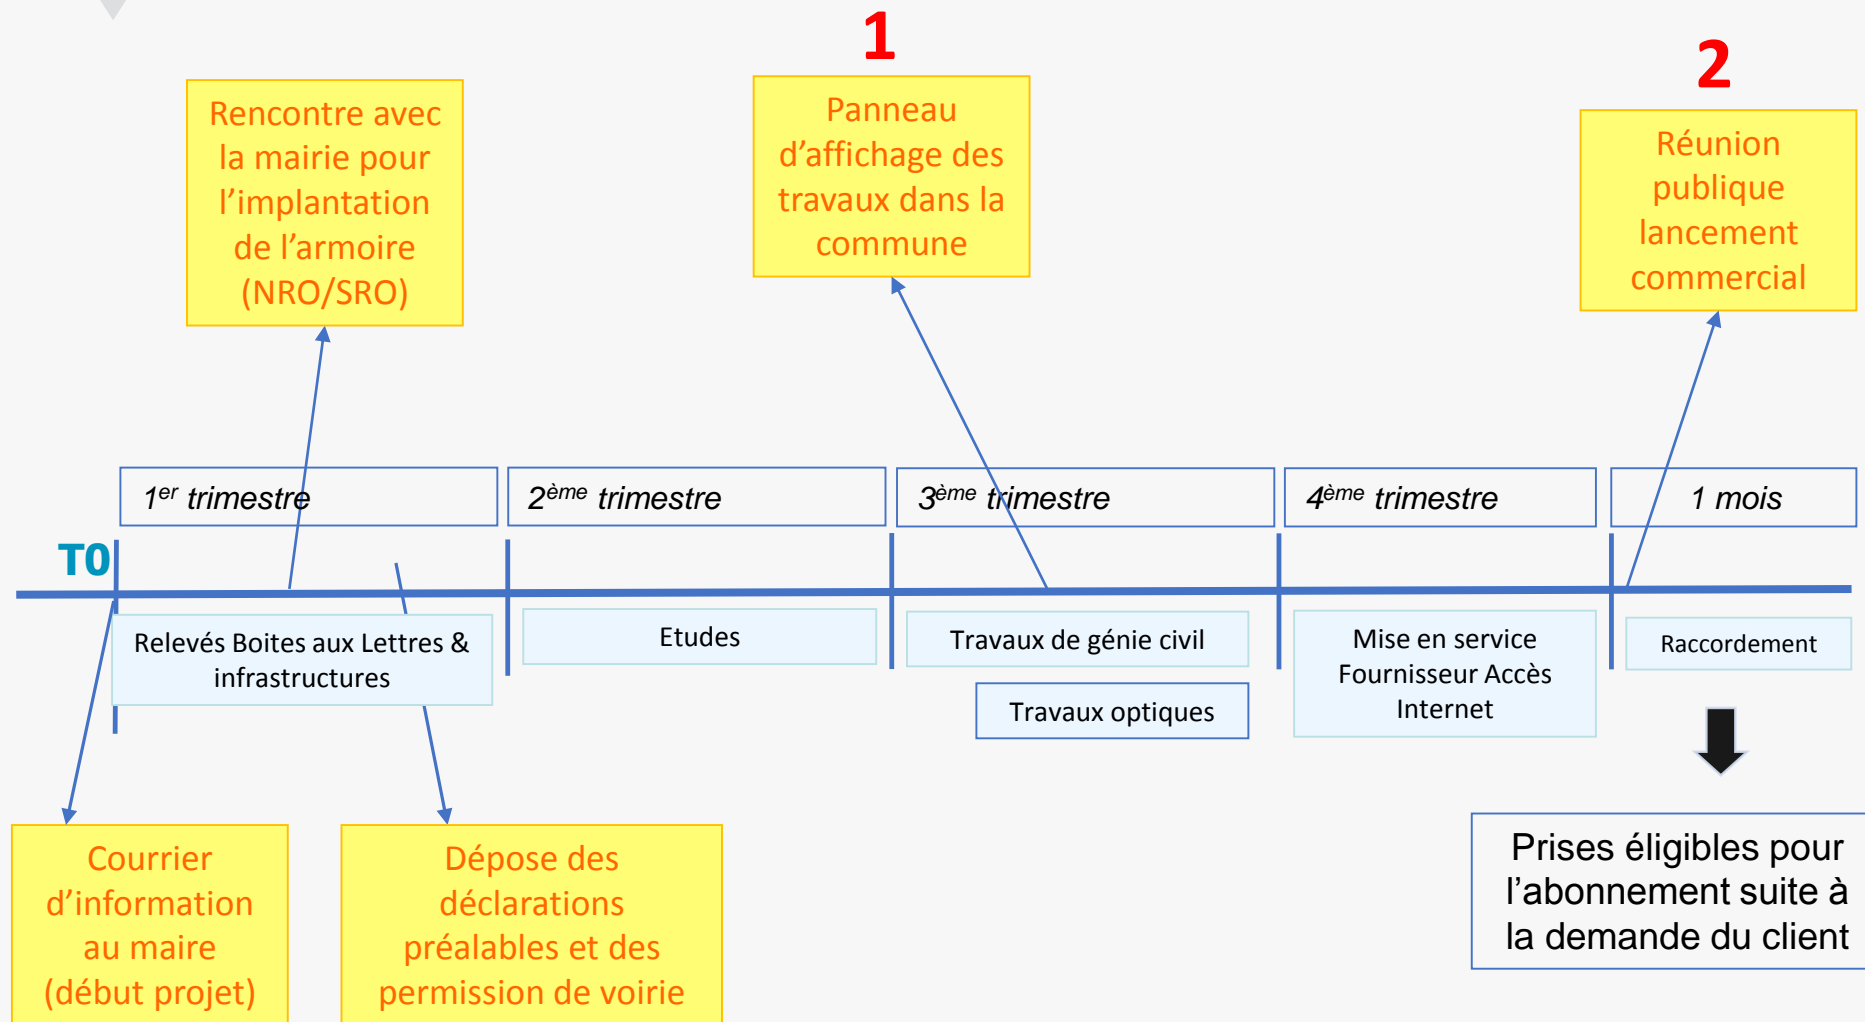 1
2
Rencontre avec
la mairie pour
l’implantation
de l’armoire
(NRO/SRO)
Panneau
d’affichage des
travaux dans la
commune
Réunion
publique
lancement
commercial
1er trimestre
2ème trimestre
3ème trimestre
4ème trimestre
1 mois
T0
Relevés Boites aux Lettres &
infrastructures
Etudes
Travaux de génie civil
Travaux optiques
Mise en service
Fournisseur Accès
Internet
Raccordement
Courrier
d’information
au maire
(début projet)
Dépose des
déclarations
préalables et des
permission de voirie
Prises éligibles pour
l’abonnement suite à
la demande du client